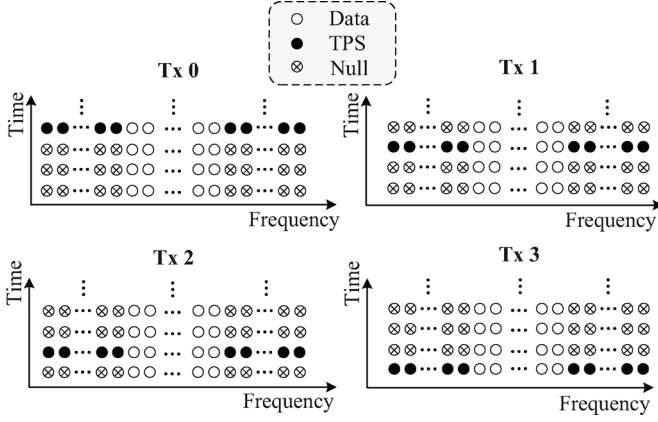 Data
TPS
Null
Tx 0
Time
Frequency
Tx 1
Time
Frequency
Tx 2
Time
Frequency
Tx 3
Time
Frequency